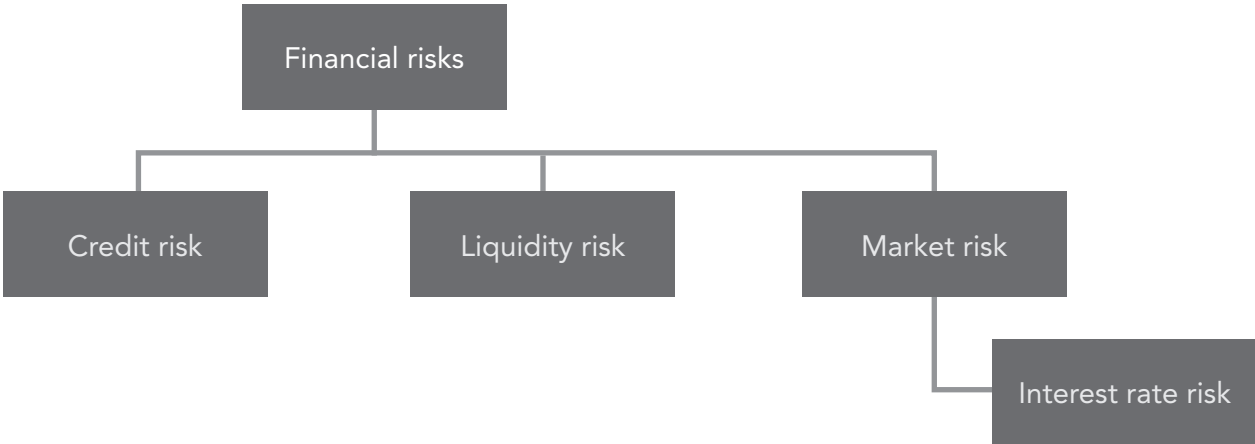 Financial risks
Credit risk
Liquidity risk
Market risk
Interest rate risk